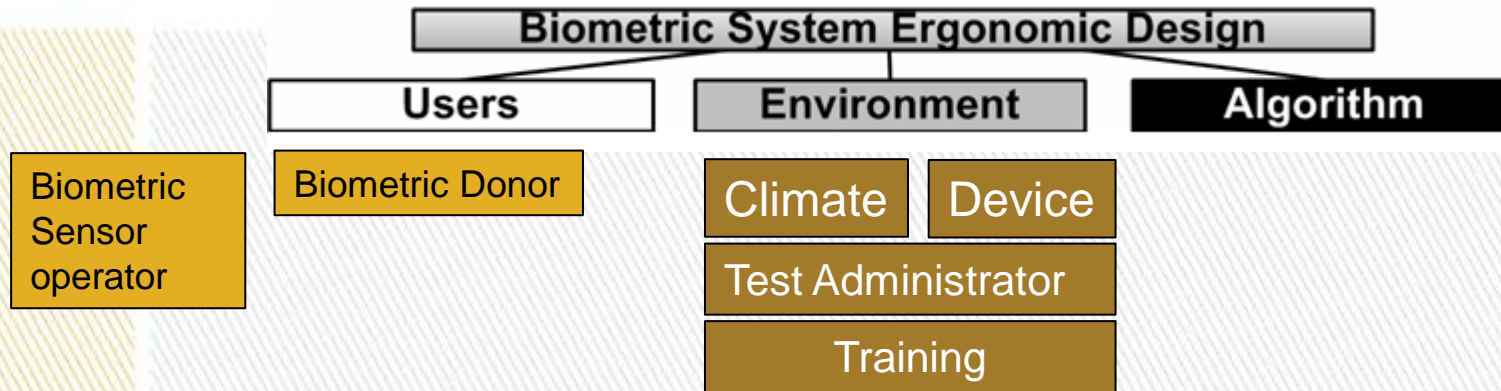 Biometric System Ergonomic Design
Users
Environment
Algorithm
Biometric
Sensor
operator
Biometric Donor
Climate
Device
Test Administrator
Training